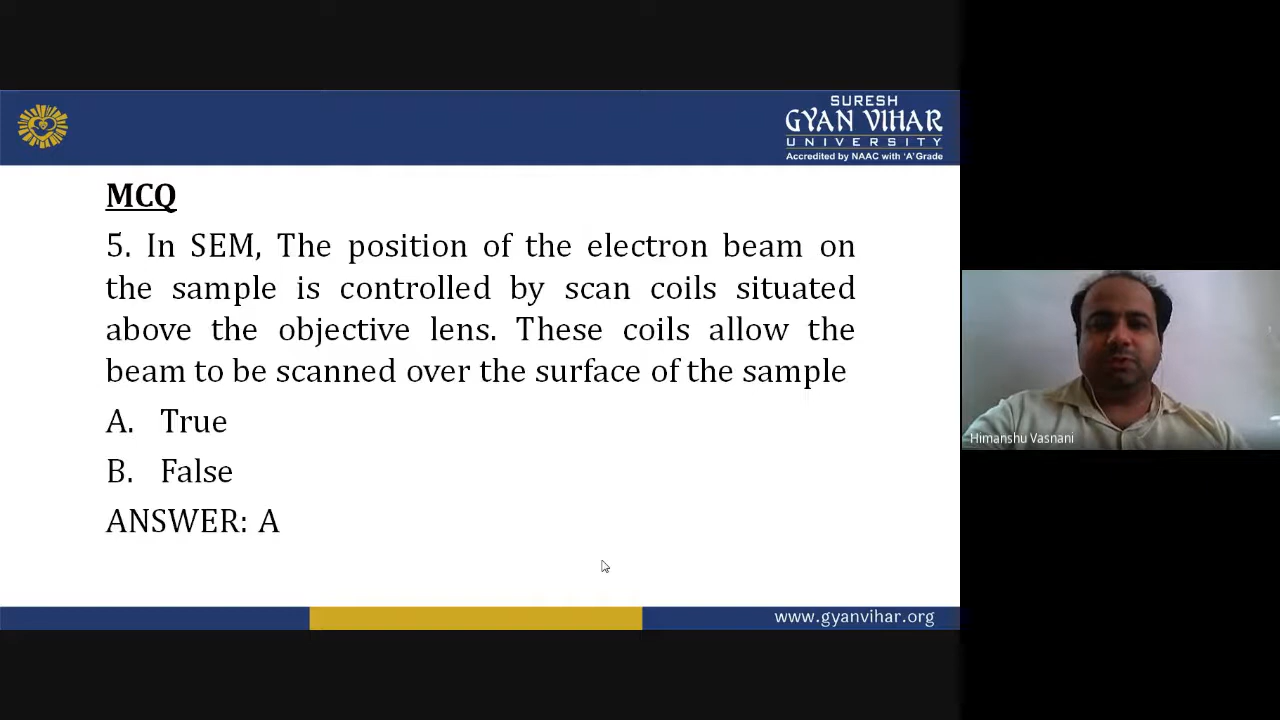 SURESH
GYAN VIHAR
UNIVERSITY
Accredited by NAAC with 'A' Grade
MCQ
5. In SEM, The position of the electron beam on
the sample is controlled by scan coils situated
above the objective lens. These coils allow the
beam to be scanned over the surface of the sample
A. True
B. False
ANSWER: A
Himanshu Vasnani
www.gyanvihar.org